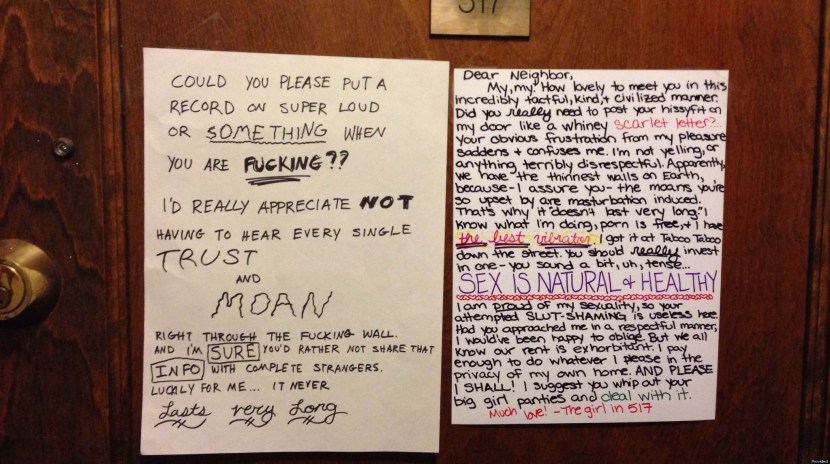 517
COULD YOU PLEASE PUT A
RECORD ON SUPER LOUD
OR SOMETHING WHEN
YOU ARE FUCKING??
I'D REALLY APPRECIATE NOT
HAVING TO HEAR EVERY SINGLE
TRUST
AND
MOAN
RIGHT THROUGH THE FUCKING WALL.
AND I'M SURE YOU'D RATHER NOT SHARE THAT
INFO WITH COMPLETE STRANGERS.
LUCALY FOR ME... IT NEVER
Lasts very Long
Dear Neighbor,
My, my! How lovely to meet you in this
incredibly tactful, kind, + civilized manner.
Did you really need to post your hissyfit on
my door like a whiney scarlet letter?...
Your obvious frustration from my pleasure
saddens + confuses me. I'm not yelling, or
anything terribly disrespectful. Apparently,
we have the thinnest walls on Earth,
because - I assure you - the moans you're
so upset by are masturbation induced.
That's why it "doesn't last very long." I
know what I'm doing, porn is free, + I have
the best vibrator. I got it at Taboo Taboo
down the street. You should really invest
in one - you sound a bit, uh, tense...
SEX IS NATURAL & HEALTHY
I am proud of my sexuality, so your
attempted SLUT-SHAMING is useless here.
Had you approached me in a respectful manner,
I would've been happy to oblige. But we all
know our rent is exhorbitant. I pay
enough to do whatever I please in the
privacy of my own home. AND PLEASE
I SHALL! I suggest you whip out your
big girl panties and deal with it.
Much love! - The girl in 517